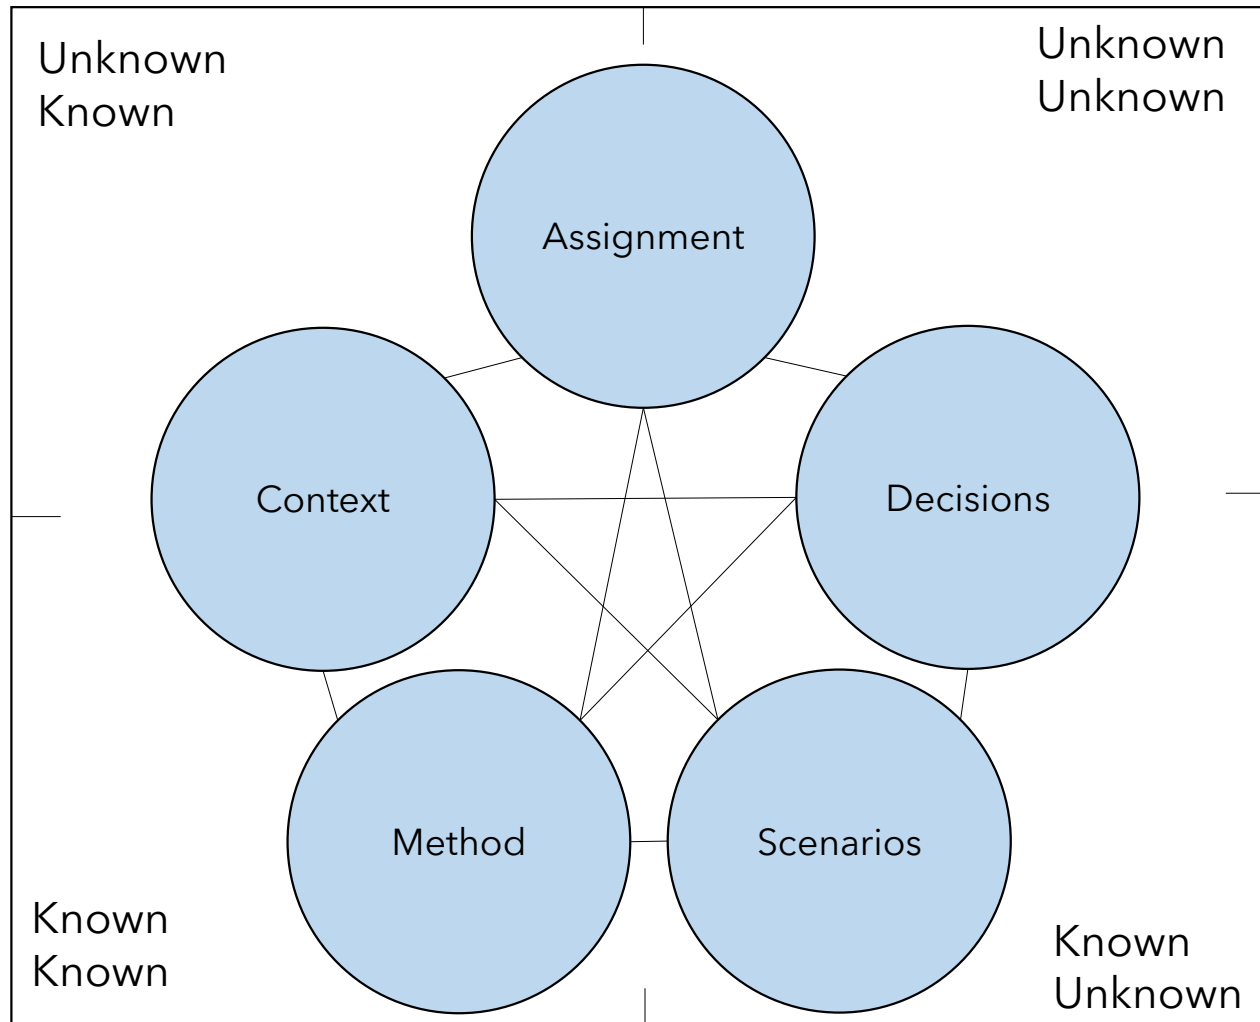 Unknown
Known
Unknown
Unknown
Assignment
Context
Decisions
Method
Scenarios
Known
Known
Known
Unknown